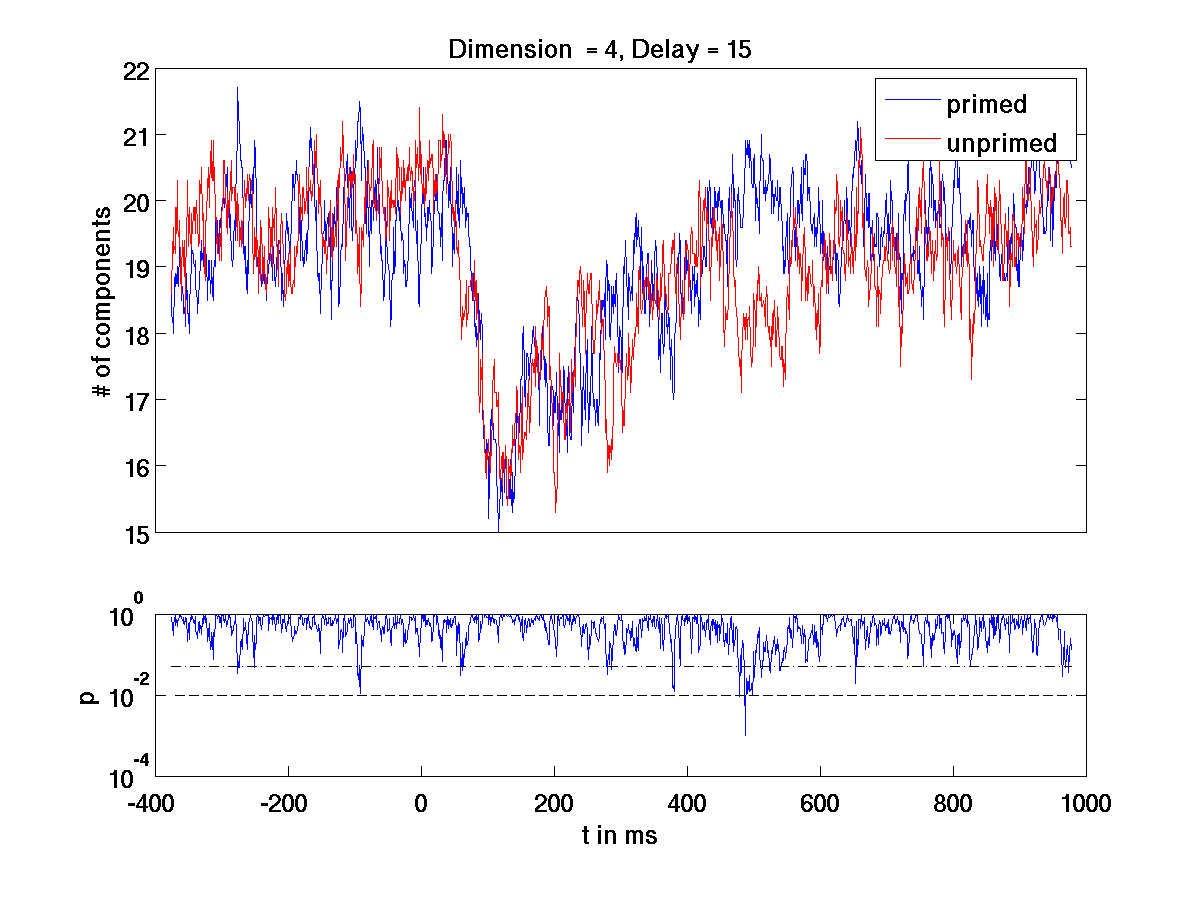 Dimension = 4, Delay = 15
22
21
20
19
18
17
16
15
# of components
primed
unprimed
10^0
10^-2
10^-4
p
-400 -200 0 200 400 600 800 1000
t in ms